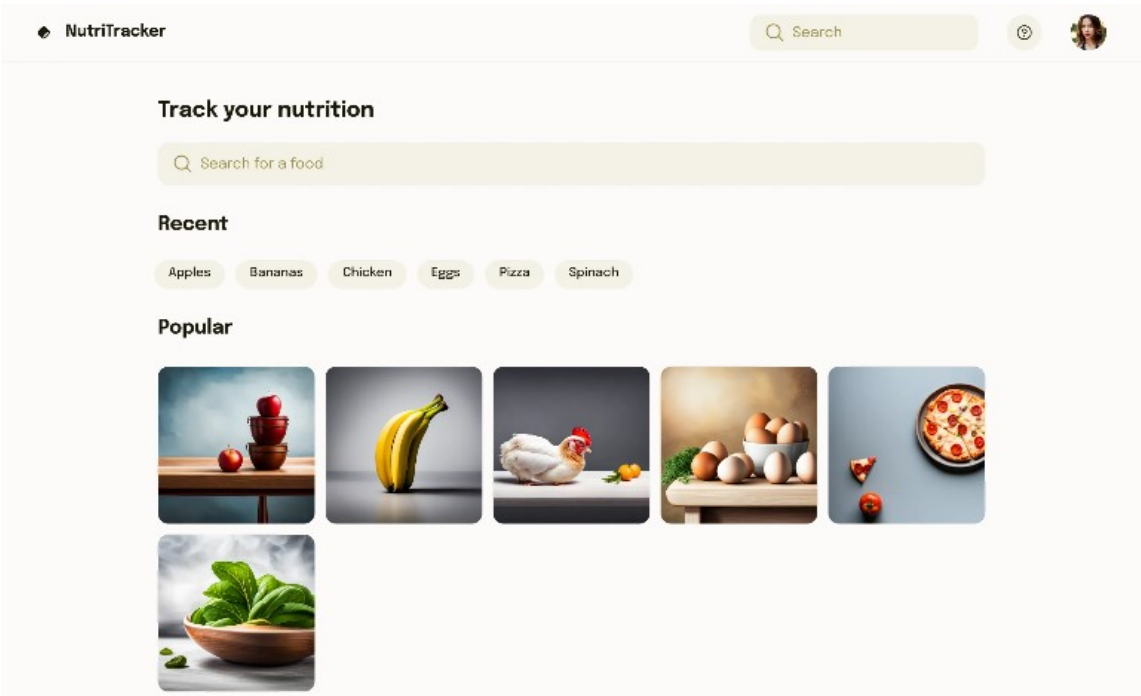 NutriTracker
Search
Track your nutrition
Search for a food
Recent
Apples Bananas Chicken Eggs Pizza Spinach
Popular